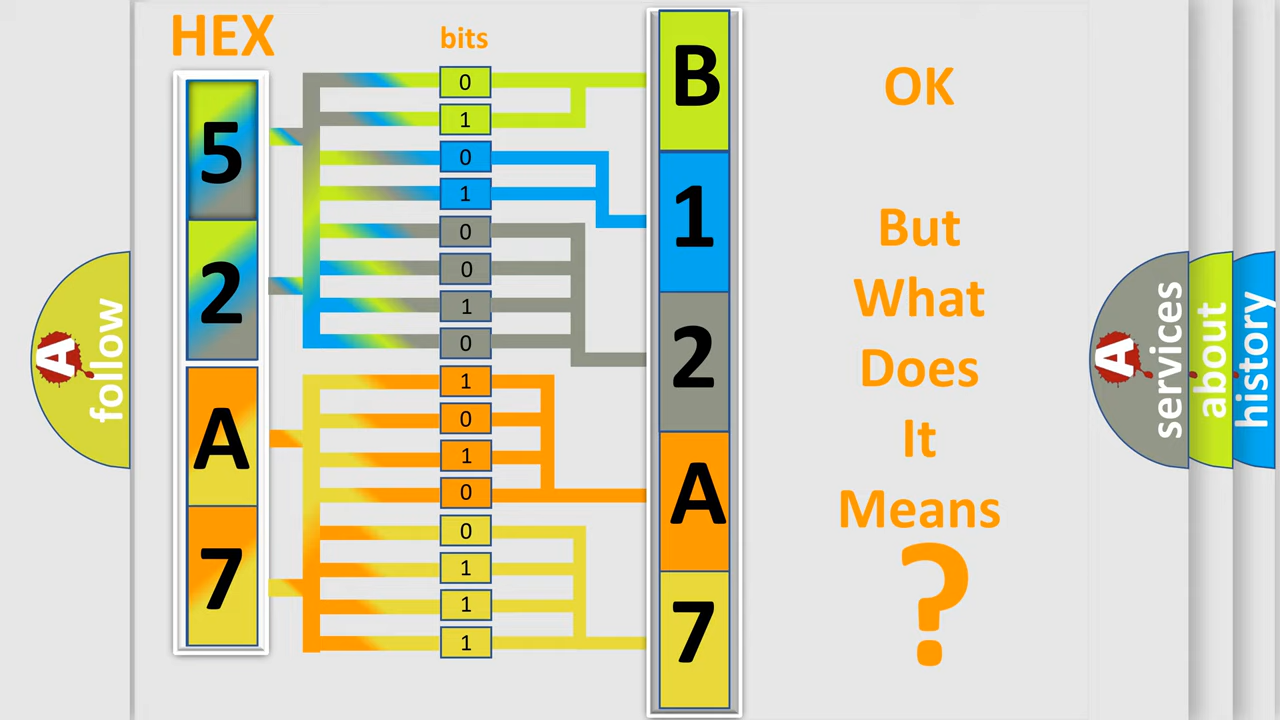 HEX
bits
5
2
A
7
0
1
0
1
0
0
1
0
1
0
1
0
0
1
1
1
B
1
2
A
7
OK
But
What
Does
It
Means
?
A
follow
A
services
about
history